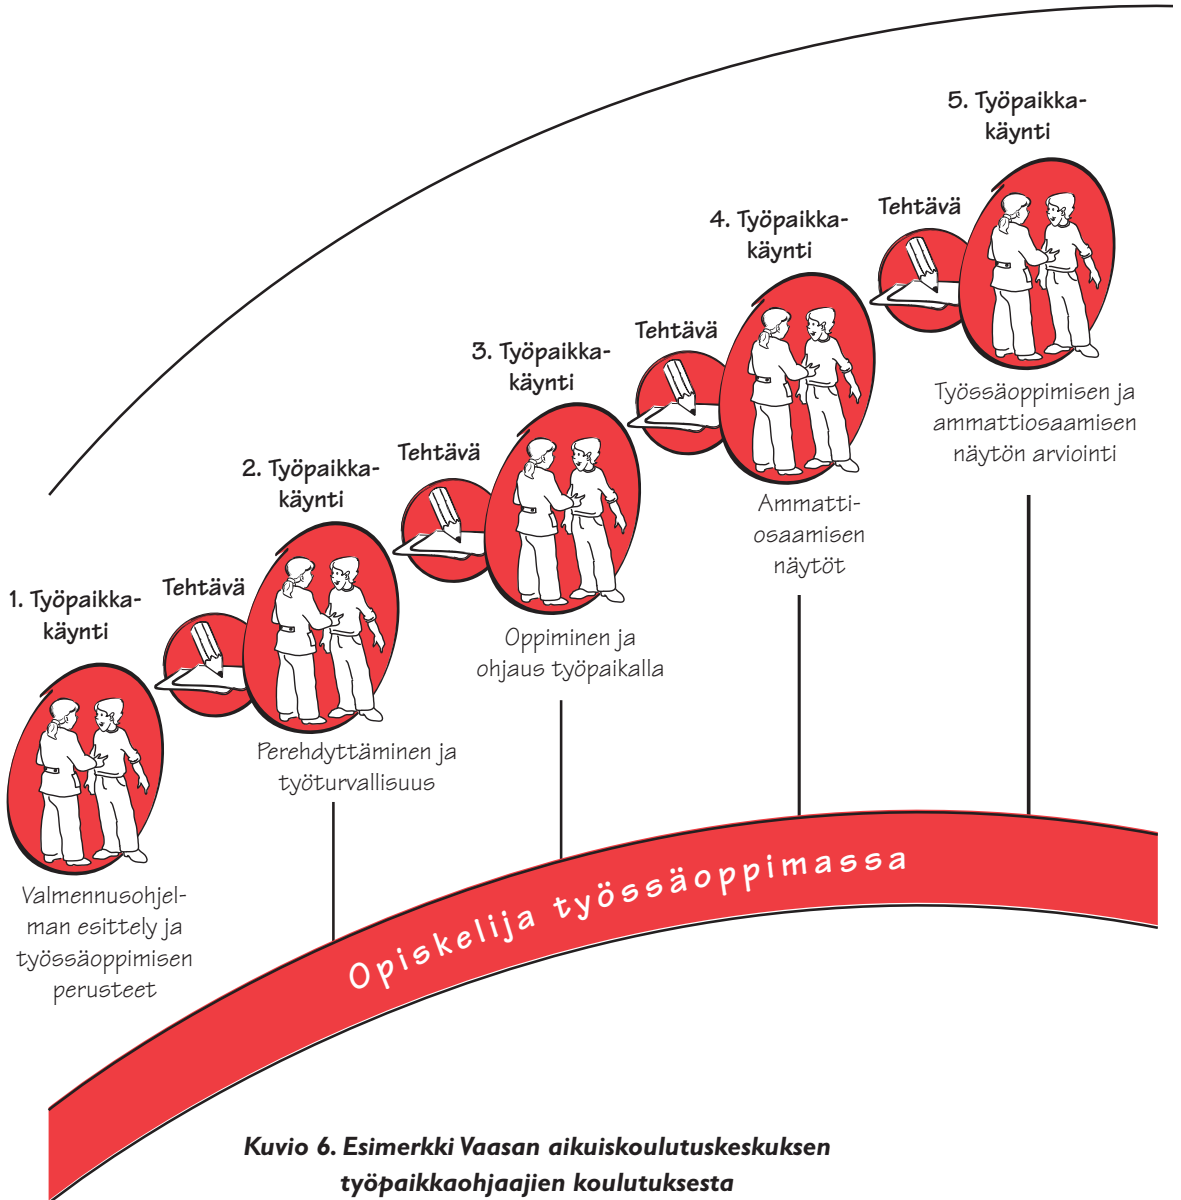 1. Työpaikka-
käynti
Valmennusohjel-
man esittely ja
työssäoppimisen
perusteet
Tehtävä
2. Työpaikka-
käynti
Perehdyttäminen ja
työturvallisuus
Tehtävä
3. Työpaikka-
käynti
Oppiminen ja
ohjaus työpaikalla
Tehtävä
4. Työpaikka-
käynti
Ammatti-
osaamisen
näytöt
Tehtävä
5. Työpaikka-
käynti
Työssäoppimisen ja
ammattiosaamisen
näytön arviointi
Opiskelija työssäoppimassa
Kuvio 6. Esimerkki Vaasan aikuiskoulutuskeskuksen
työpaikkaohjaajien koulutuksesta